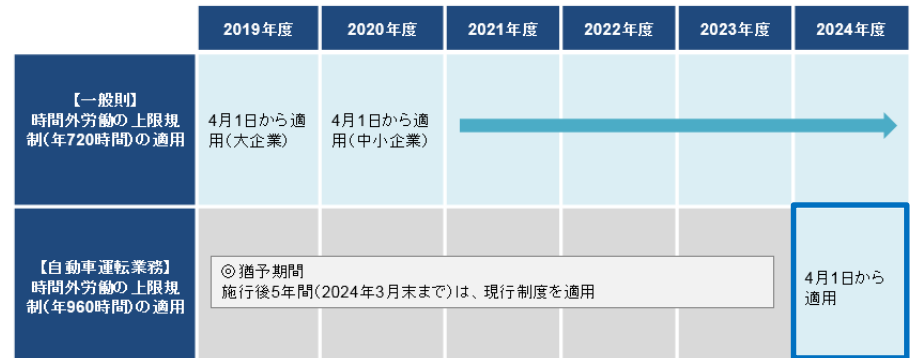 2019年度
2020年度
2021年度
2022年度
2023年度
2024年度
【一般則】
時間外労働の上限規
制(年720時間)の適用
4月1日から適
用(大企業)
4月1日から適
用(中小企業)
【自動車運転業務】
時間外労働の上限規
制(年960時間)の適用
◎猶予期間
施行後5年間(2024年3月末まで)は、現行制度を適用
4月1日から
適用